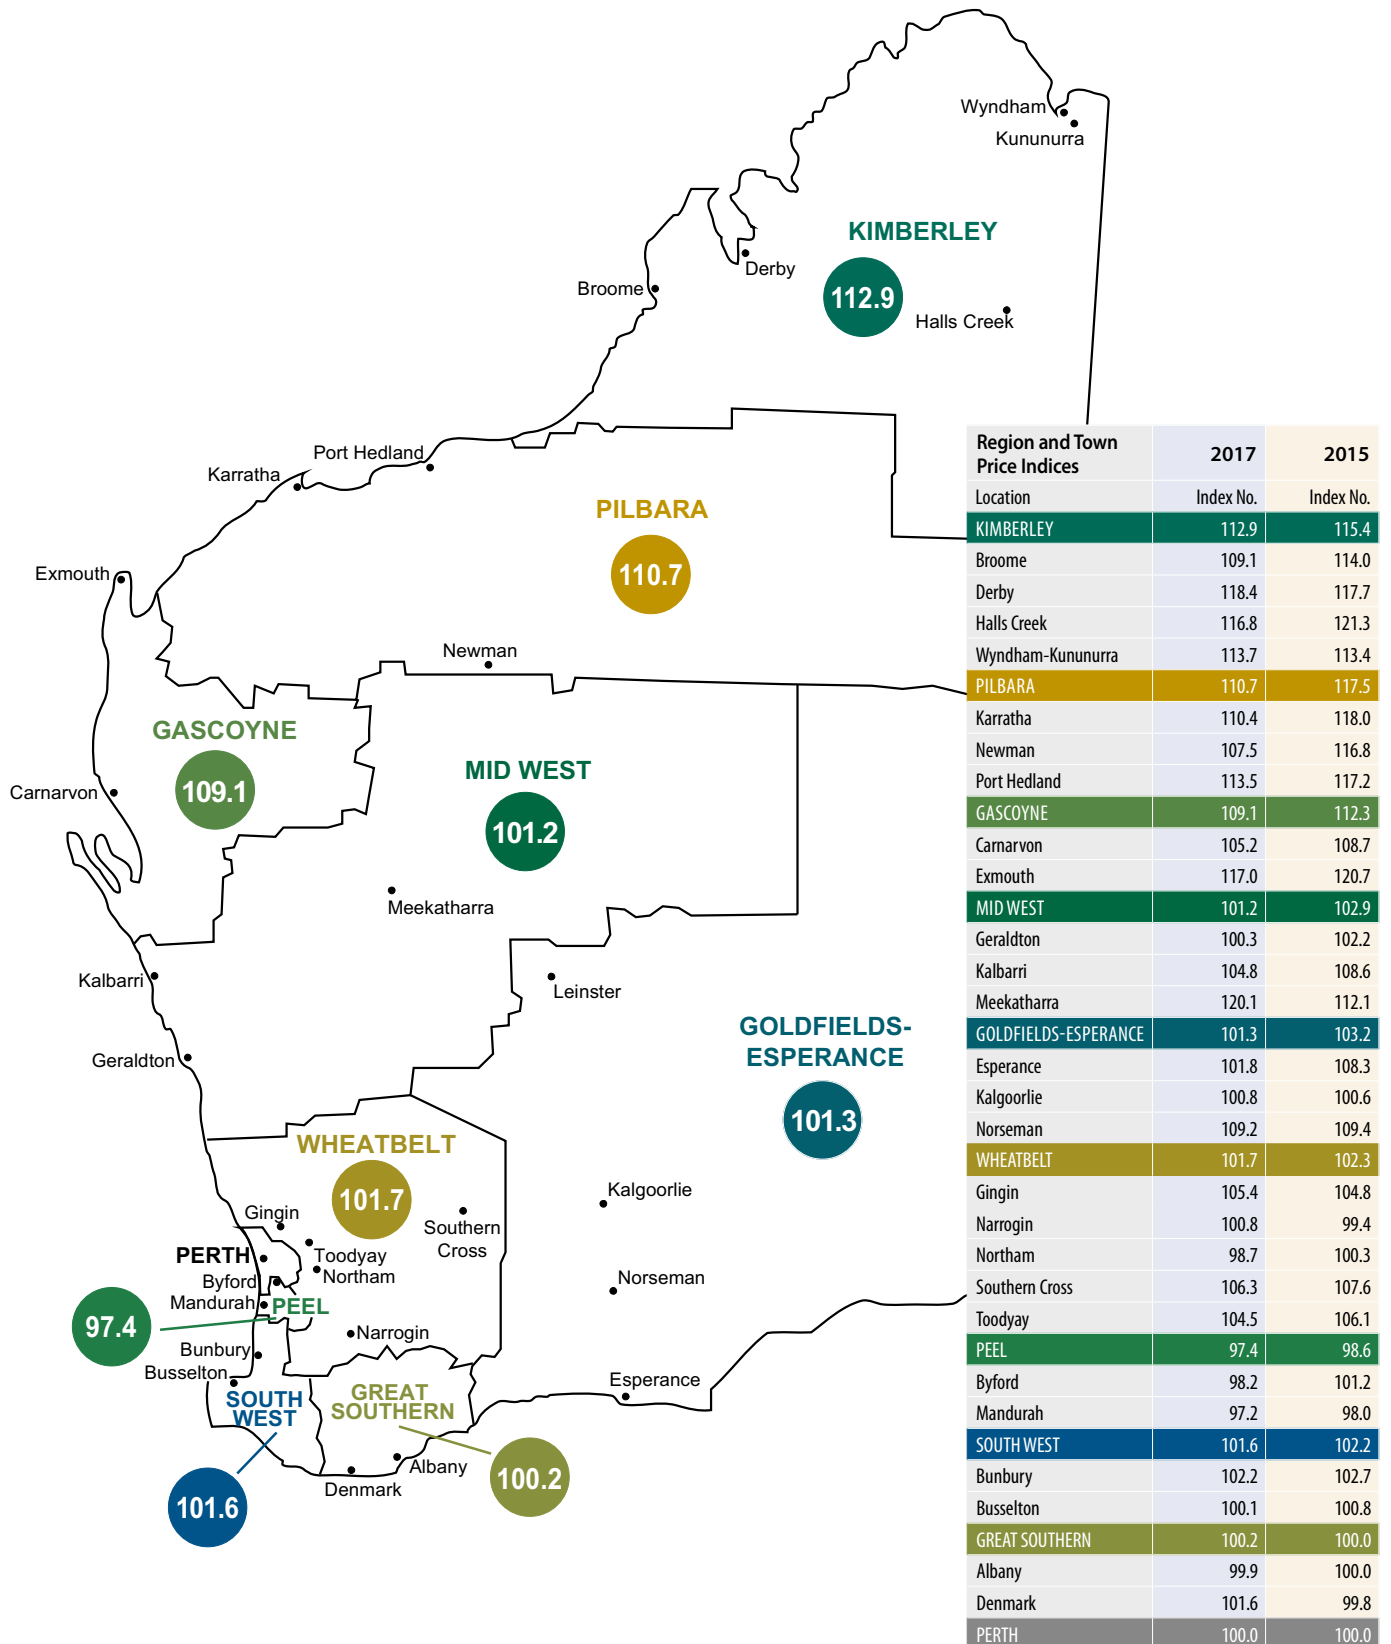 Wyndham
Kununurra
KIMBERLEY
Derby
112.9
Broome
Halls Creek
Port Hedland
Karratha
PILBARA
110.7
Exmouth
Newman
GASCOYNE
109.1
MID WEST
101.2
Carnarvon
Meekatharra
Kalbarri
Leinster
GOLDFIELDS-
ESPERANCE
101.3
Geraldton
WHEATBELT
101.7
Kalgoorlie
Gingin
Southern
Cross
PERTH
Toodyay
Northam
Byford
Mandurah
PEEL
97.4
Norseman
Narrogin
Bunbury
Busselton
SOUTH
WEST
101.6
GREAT
SOUTHERN
100.2
Esperance
Albany
Denmark
Region and Town
Price Indices 2017 2015
Location Index No. Index No.
KIMBERLEY 112.9 115.4
Broome 109.1 114.0
Derby 118.4 117.7
Halls Creek 116.8 121.3
Wyndham-Kununurra 113.7 113.4
PILBARA 110.7 117.5
Karratha 110.4 118.0
Newman 107.5 116.8
Port Hedland 113.5 117.2
GASCOYNE 109.1 112.3
Carnarvon 105.2 108.7
Exmouth 117.0 120.7
MID WEST 101.2 102.9
Geraldton 100.3 102.2
Kalbarri 104.8 108.6
Meekatharra 120.1 112.1
GOLDFIELDS-ESPERANCE 101.3 103.2
Esperance 101.8 108.3
Kalgoorlie 100.8 100.6
Norseman 109.2 109.4
WHEATBELT 101.7 102.3
Gingin 105.4 104.8
Narrogin 100.8 99.4
Northam 98.7 100.3
Southern Cross 106.3 107.6
Toodyay 104.5 106.1
PEEL 97.4 98.6
Byford 98.2 101.2
Mandurah 97.2 98.0
SOUTH WEST 101.6 102.2
Bunbury 102.2 102.7
Busselton 100.1 100.8
GREAT SOUTHERN 100.2 100.0
Albany 99.9 100.0
Denmark 101.6 99.8
PERTH 100.0 100.0